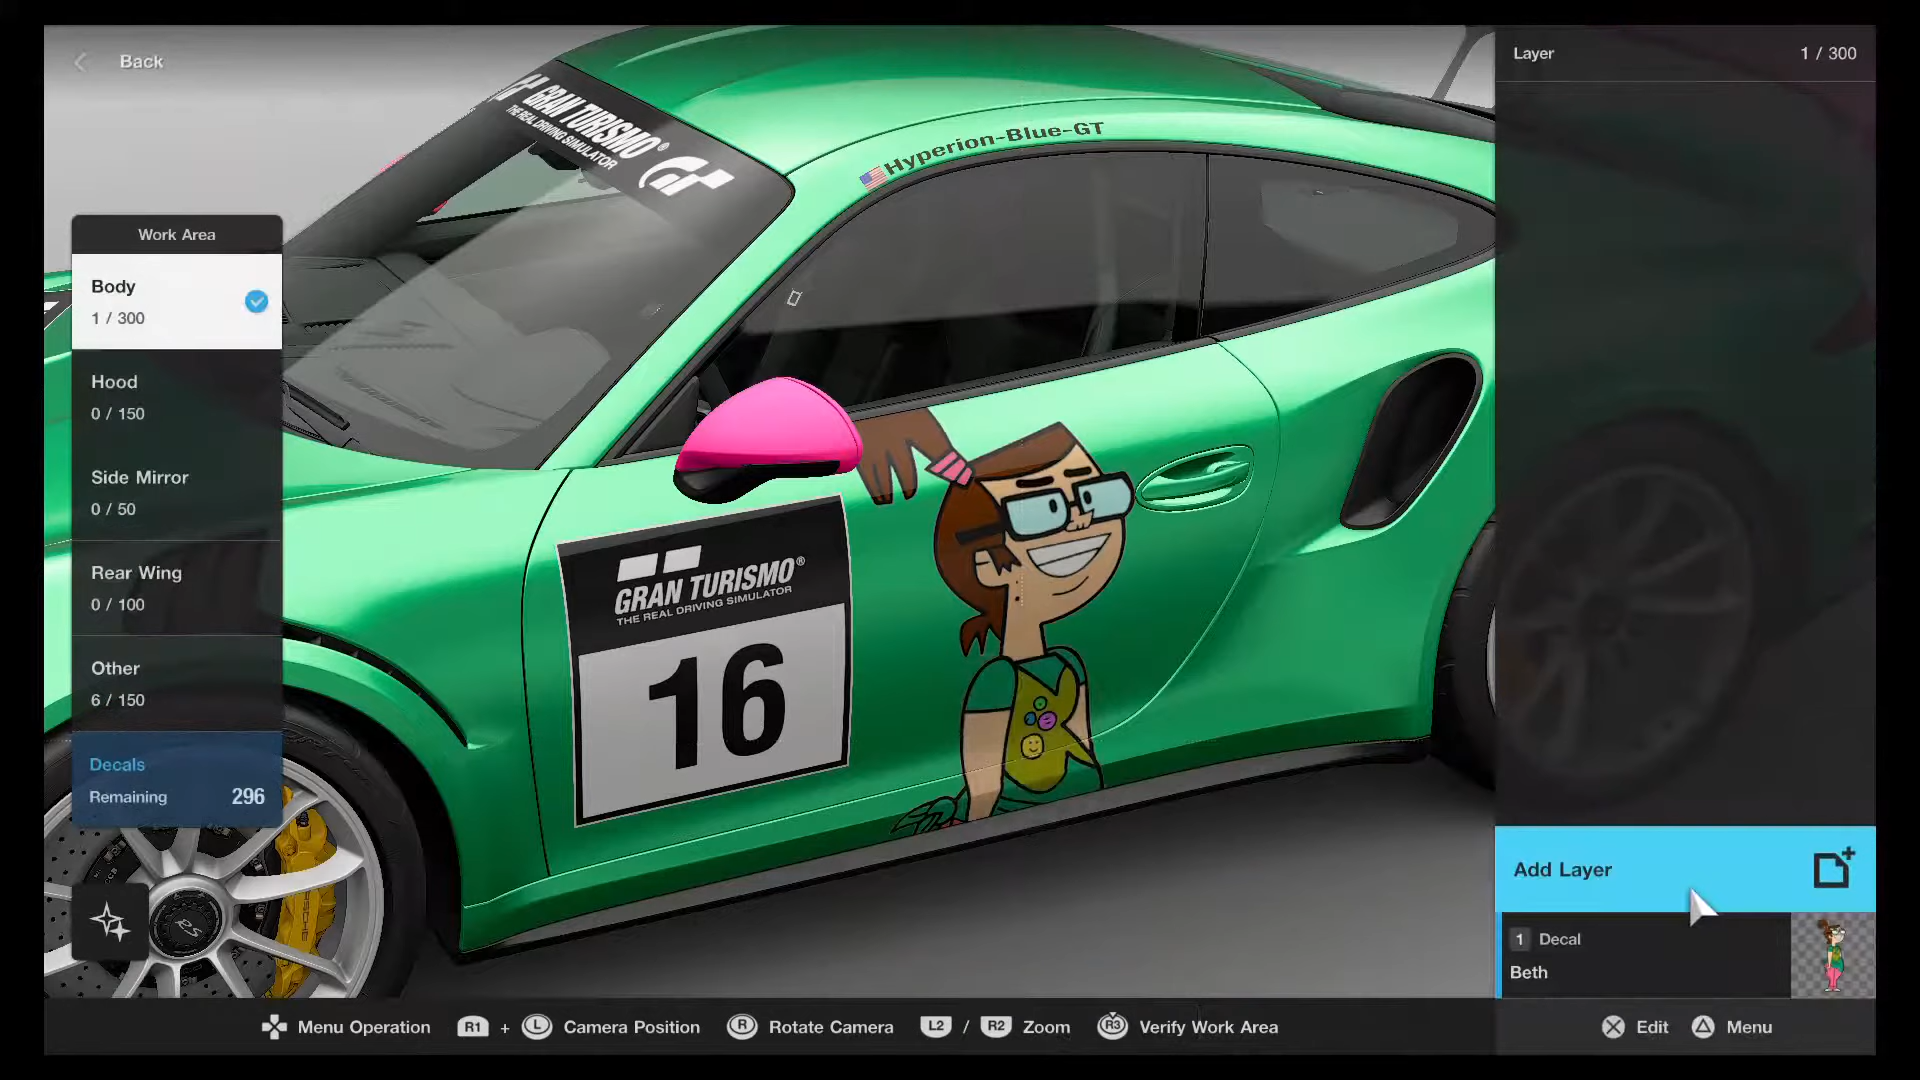 Back
Layer
1 / 300
GRAN TURISMO®
THE REAL DRIVING SIMULATOR
GT
Hyperion-Blue-GT
Work Area
Body
1 / 300
Hood
0 / 150
Side Mirror
0 / 50
Rear Wing
0 / 100
Other
6 / 150
Decals
Remaining 296
GRAN TURISMO®
THE REAL DRIVING SIMULATOR
16
RS
PORSCHE
Add Layer
1 Decal
Beth
Menu Operation
R1 + L Camera Position
R Rotate Camera
L2 / R2 Zoom
R3 Verify Work Area
Edit
Menu